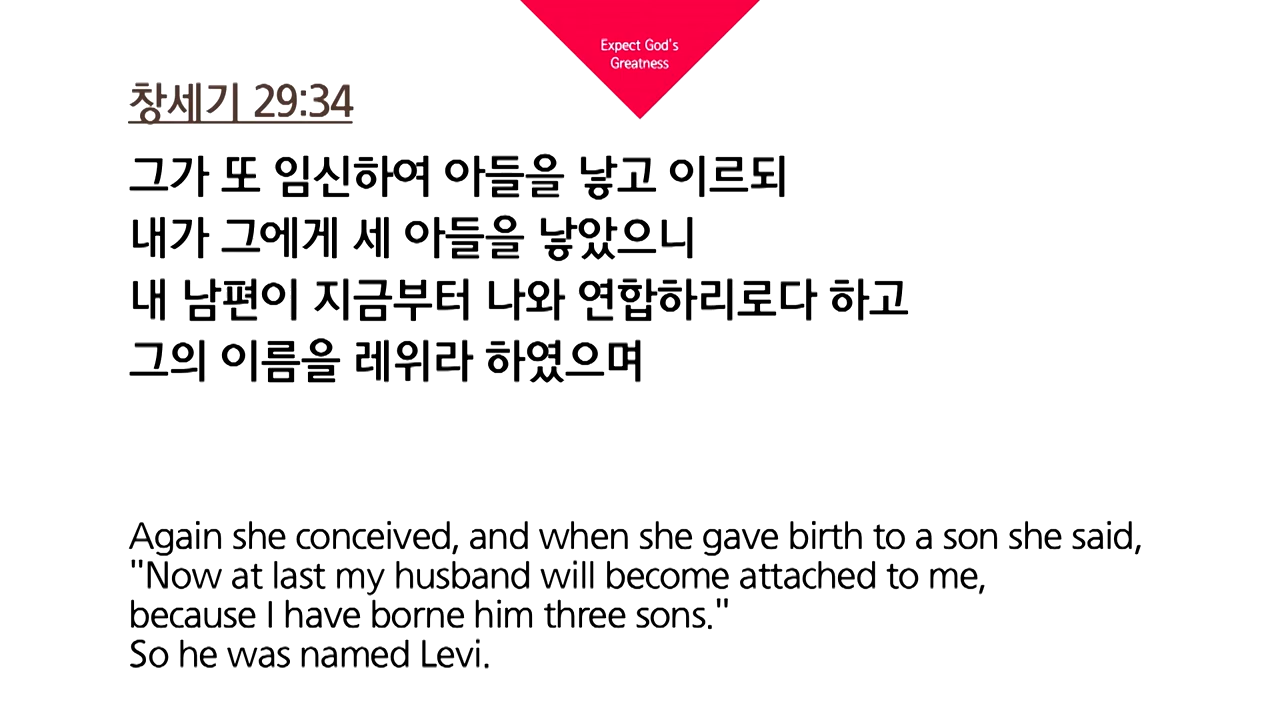 Expect God's
Greatness
창세기 29:34
그가 또 임신하여 아들을 낳고 이르되
내가 그에게 세 아들을 낳았으니
내 남편이 지금부터 나와 연합하리로다 하고
그의 이름을 레위라 하였으며
Again she conceived, and when she gave birth to a son she said,
"Now at last my husband will become attached to me,
because I have borne him three sons."
So he was named Levi.